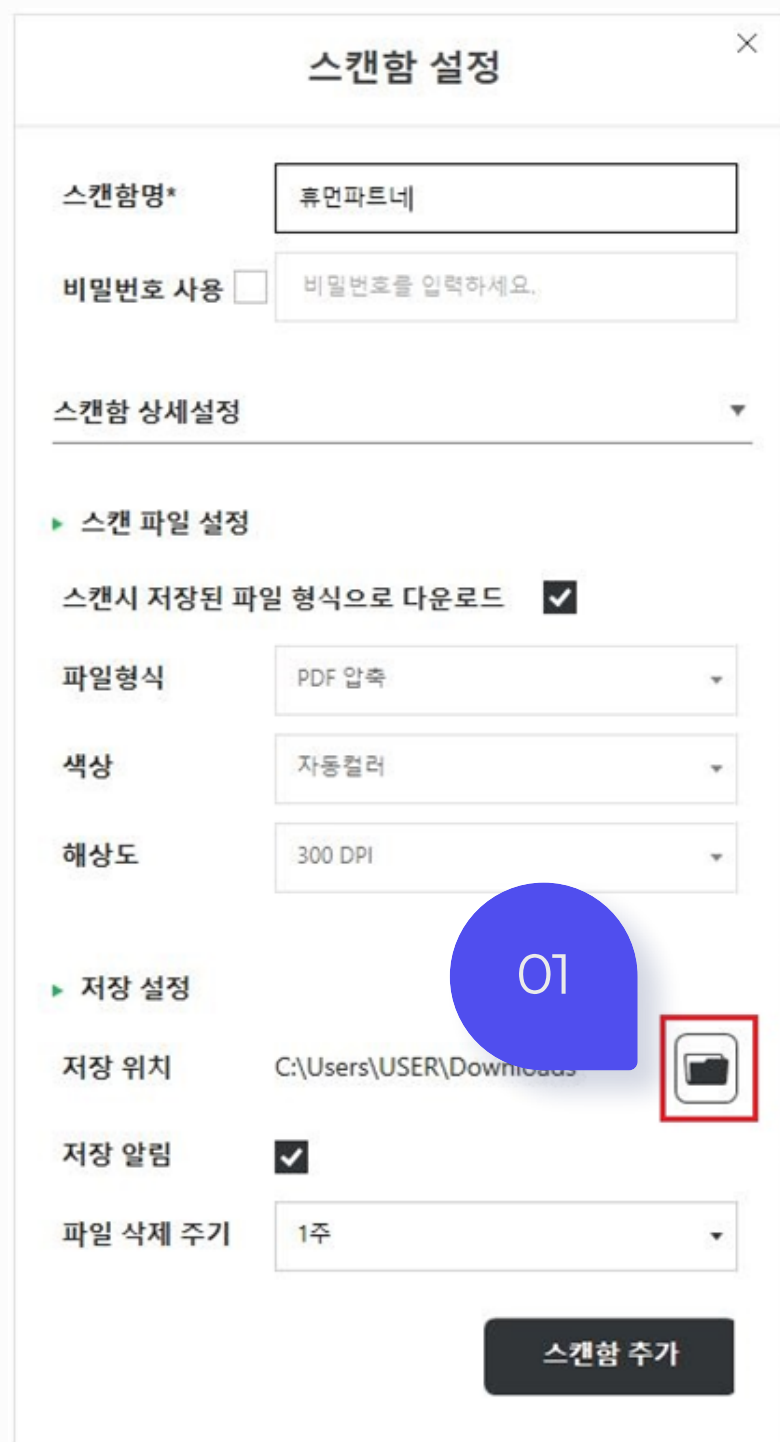 스캔함 설정
스캔함명* 휴먼파트네
비밀번호 사용 비밀번호를 입력하세요.
스캔함 상세설정
스캔 파일 설정
스캔시 저장된 파일 형식으로 다운로드
파일형식 PDF 압축
색상 자동컬러
해상도 300 DPI
01
저장 설정
저장 위치 C:\Users\USER\Downloads
저장 알림
파일 삭제 주기 1주
스캔함 추가